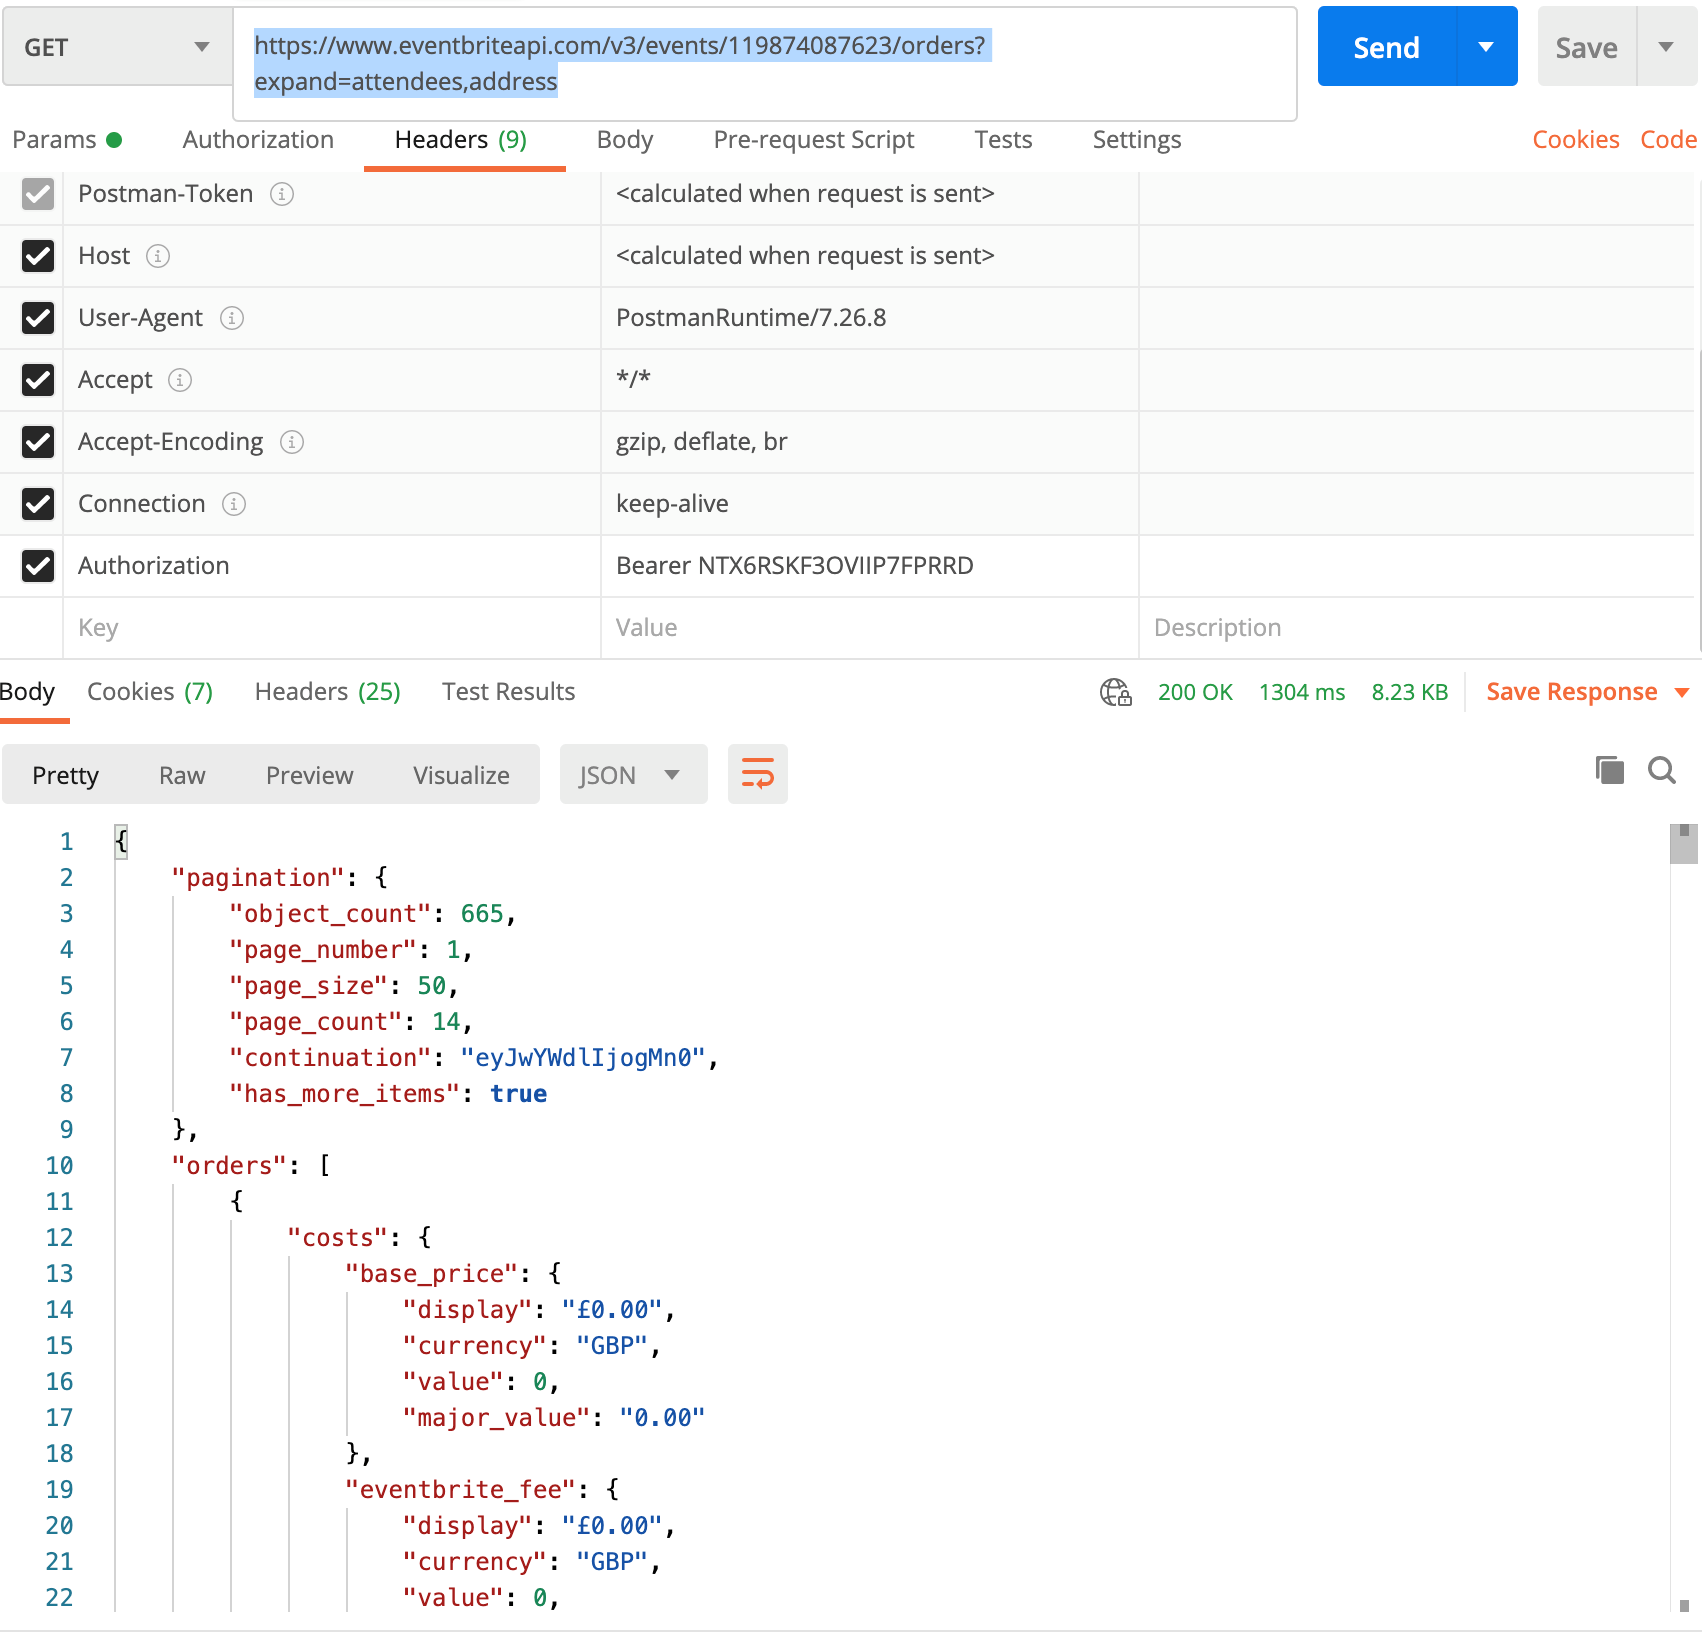 GET
https://www.eventbriteapi.com/v3/events/119874087623/orders?
expand=attendees,address
Send
Save
Params Authorization Headers (9) Body Pre-request Script Tests Settings Cookies Code
Postman-Token <calculated when request is sent>
Host <calculated when request is sent>
User-Agent PostmanRuntime/7.26.8
Accept */*
Accept-Encoding gzip, deflate, br
Connection keep-alive
Authorization Bearer NTX6RSKF3OVIIP7FPRRD
Key Value Description
Body Cookies (7) Headers (25) Test Results 200 OK 1304 ms 8.23 KB Save Response
Pretty Raw Preview Visualize JSON
1 {
2 "pagination": {
3 "object_count": 665,
4 "page_number": 1,
5 "page_size": 50,
6 "page_count": 14,
7 "continuation": "eyJwYWdlIjogMn0",
8 "has_more_items": true
9 },
10 "orders": [
11 {
12 "costs": {
13 "base_price": {
14 "display": "£0.00",
15 "currency": "GBP",
16 "value": 0,
17 "major_value": "0.00"
18 },
19 "eventbrite_fee": {
20 "display": "£0.00",
21 "currency": "GBP",
22 "value": 0,